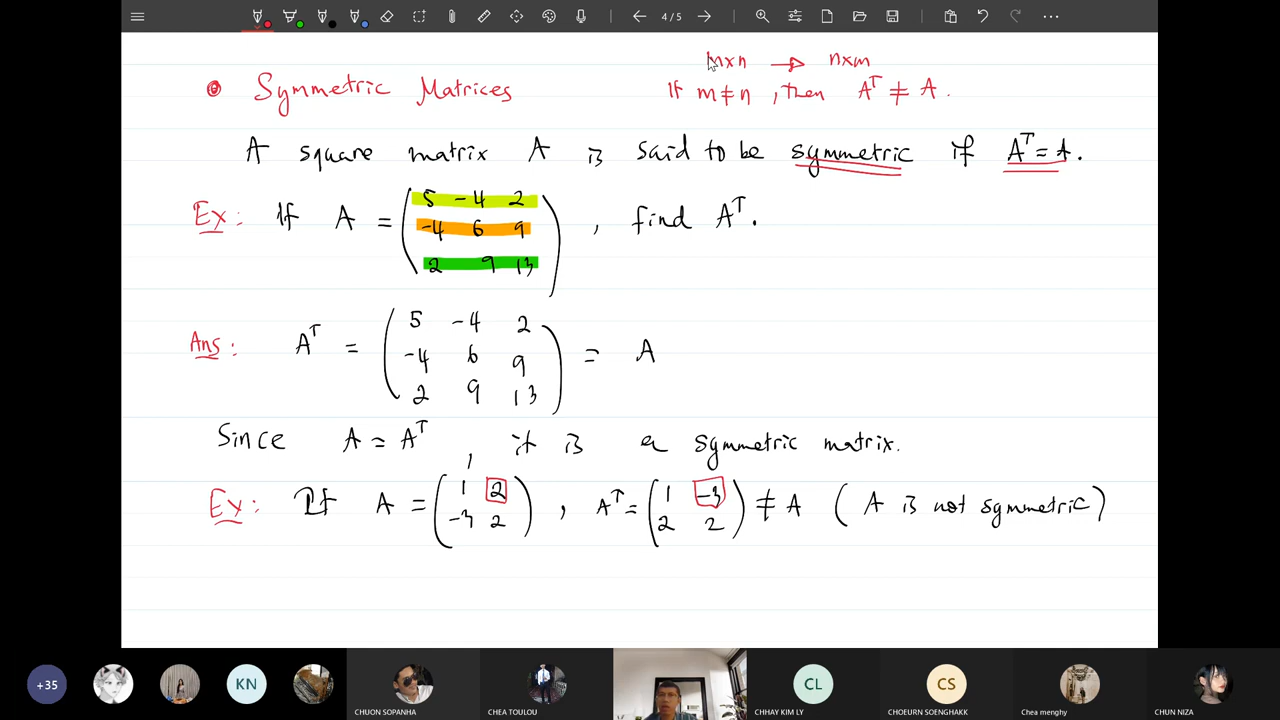 4/5
m×n → n×m
• Symmetric Matrices If m ≠ n , then Aᵀ ≠ A .
A square matrix A is said to be symmetric if Aᵀ = A .
Ex: If A = ( 5 -4 2
-4 6 9
2 9 13 ) , find Aᵀ .
Ans: Aᵀ = ( 5 -4 2
-4 6 9
2 9 13 ) = A
Since A = Aᵀ , it is a symmetric matrix.
Ex: If A = ( 1 2
-3 2 ) , Aᵀ = ( 1 -3
2 2 ) ≠ A ( A is not symmetric )
+35 KN CL CS
CHUON SOPANHA CHEA TOULOU CHHAY KIM LY CHOEURN SOENGHAKK Chea menghy CHUN NIZA